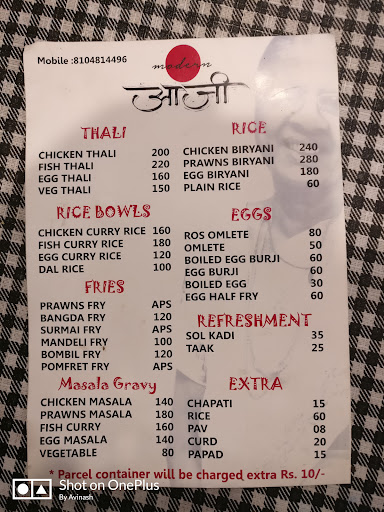 Mobile :8104814496
modern
आजी
THALI
CHICKEN THALI 200
FISH THALI 220
EGG THALI 160
VEG THALI 150
RICE BOWLS
CHICKEN CURRY RICE 160
FISH CURRY RICE 180
EGG CURRY RICE 120
DAL RICE 100
FRIES
PRAWNS FRY APS
BANGDA FRY 120
SURMAI FRY APS
MANDELI FRY 100
BOMBIL FRY 120
POMFRET FRY APS
Masala Gravy
CHICKEN MASALA 140
PRAWNS MASALA 180
FISH CURRY 160
EGG MASALA 140
VEGETABLE 80
RICE
CHICKEN BIRYANI 240
PRAWNS BIRYANI 280
EGG BIRYANI 180
PLAIN RICE 60
EGGS
ROS OMLETE 80
OMLETE 50
BOILED EGG BURJI 60
EGG BURJI 60
BOILED EGG 30
EGG HALF FRY 60
REFRESHMENT
SOL KADI 35
TAAK 25
EXTRA
CHAPATI 15
RICE 60
PAV 08
CURD 20
PAPAD 15
* Parcel container will be charged extra Rs. 10/-
Shot on OnePlus
By Avinash